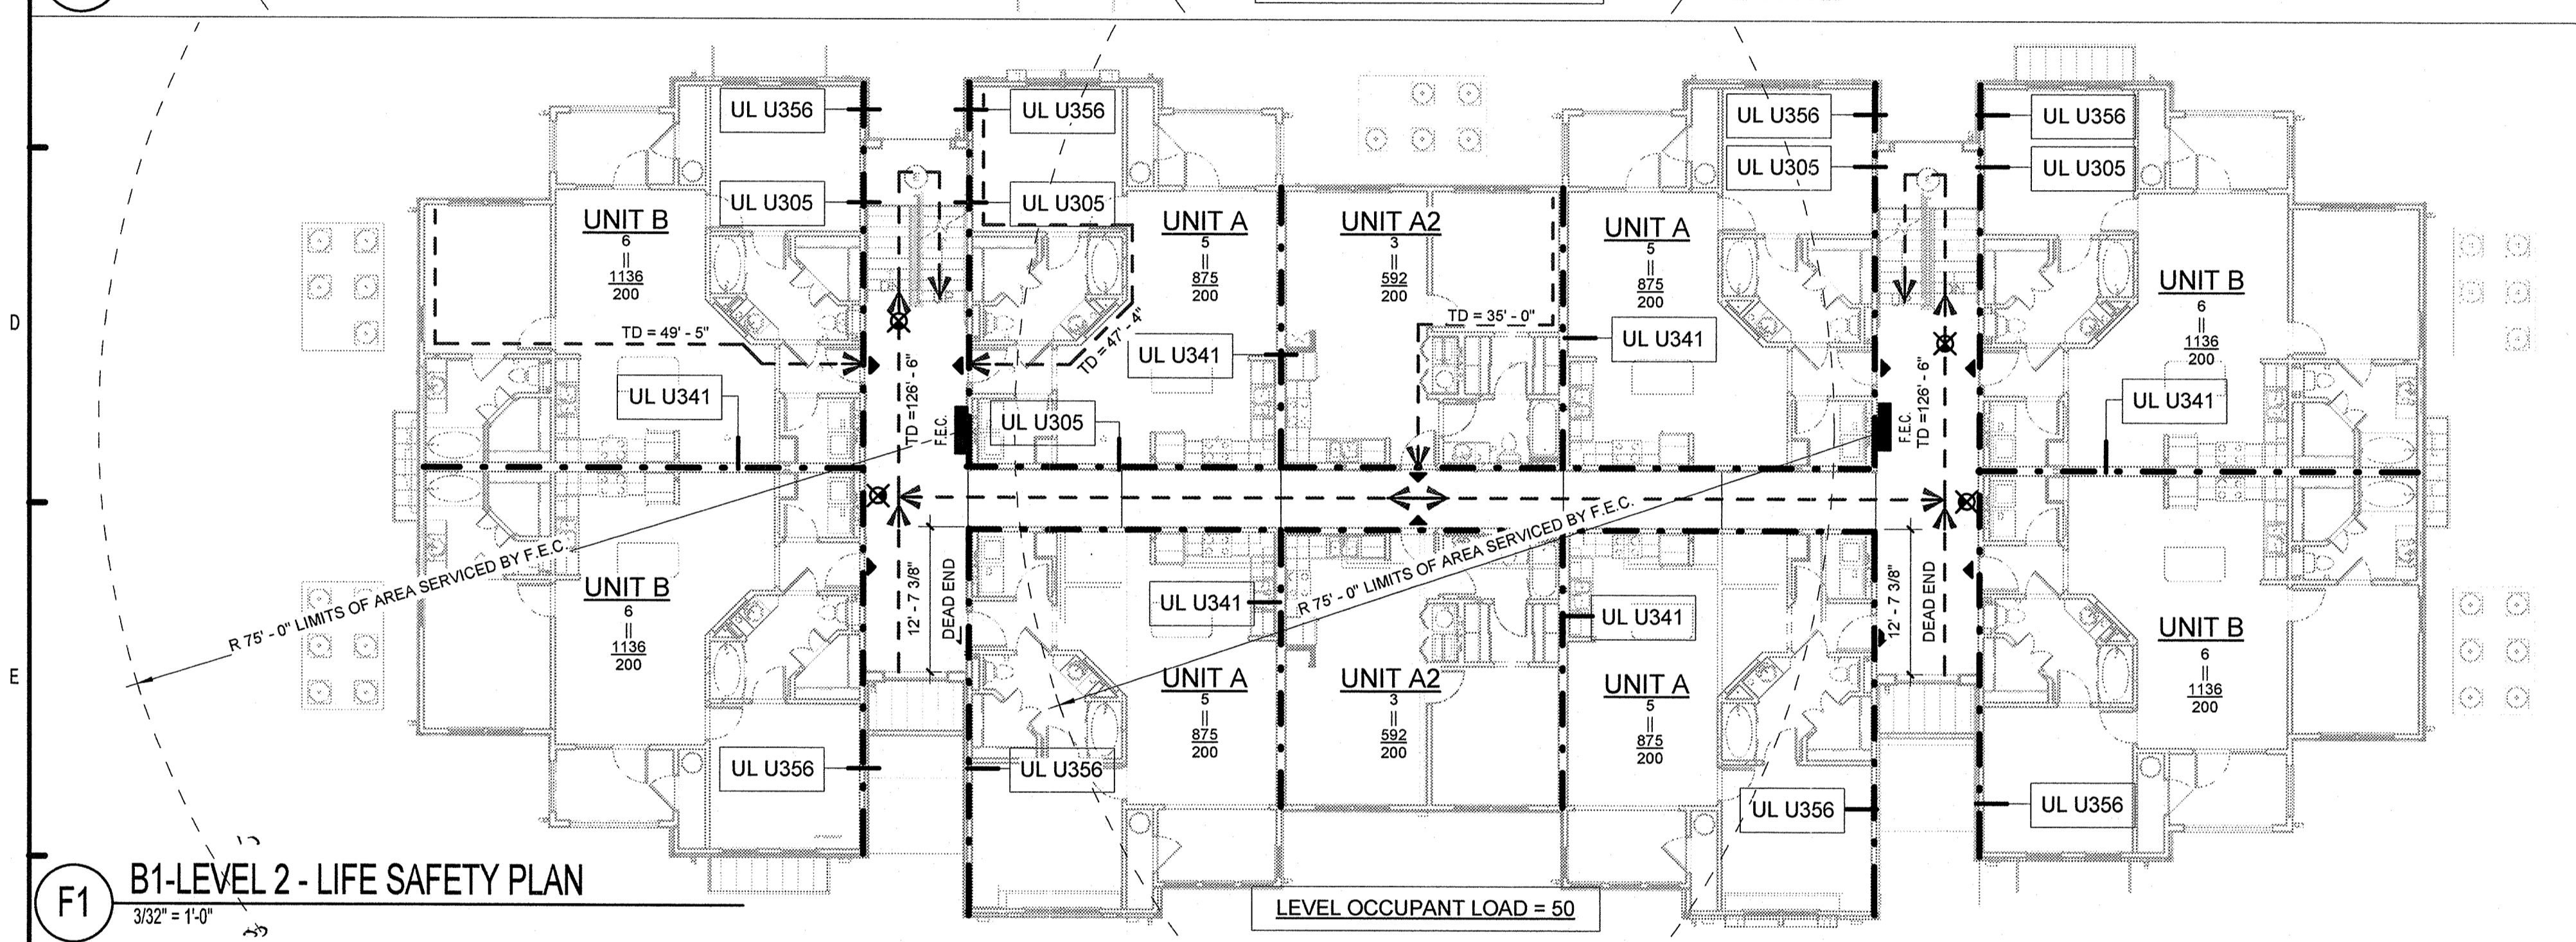 UL U356
UL U356
UL U356
UL U356
UL U305
UL U305
UL U305
UL U305
UNIT B
6
||
1136
200
UNIT A
5
||
875
200
UNIT A2
3
||
592
200
UNIT A
5
||
875
200
UNIT B
6
||
1136
200
D
TD = 49' - 5"
TD =126' - 6"
TD = 47' - 4"
TD = 35' - 0"
TD =126' - 6"
UL U341
UL U341
UL U341
UL U341
F.E.C.
UL U305
F.E.C.
R 75' - 0" LIMITS OF AREA SERVICED BY F.E.C.
R 75' - 0" LIMITS OF AREA SERVICED BY F.E.C.
12' - 7 3/8"
DEAD END
12' - 7 3/8"
DEAD END
UNIT B
6
||
1136
200
UL U341
UL U341
E
UNIT A
5
||
875
200
UNIT A2
3
||
592
200
UNIT A
5
||
875
200
UNIT B
6
||
1136
200
UL U356
UL U356
UL U356
UL U356
F1
B1-LEVEL 2 - LIFE SAFETY PLAN
3/32" = 1'-0"
LEVEL OCCUPANT LOAD = 50